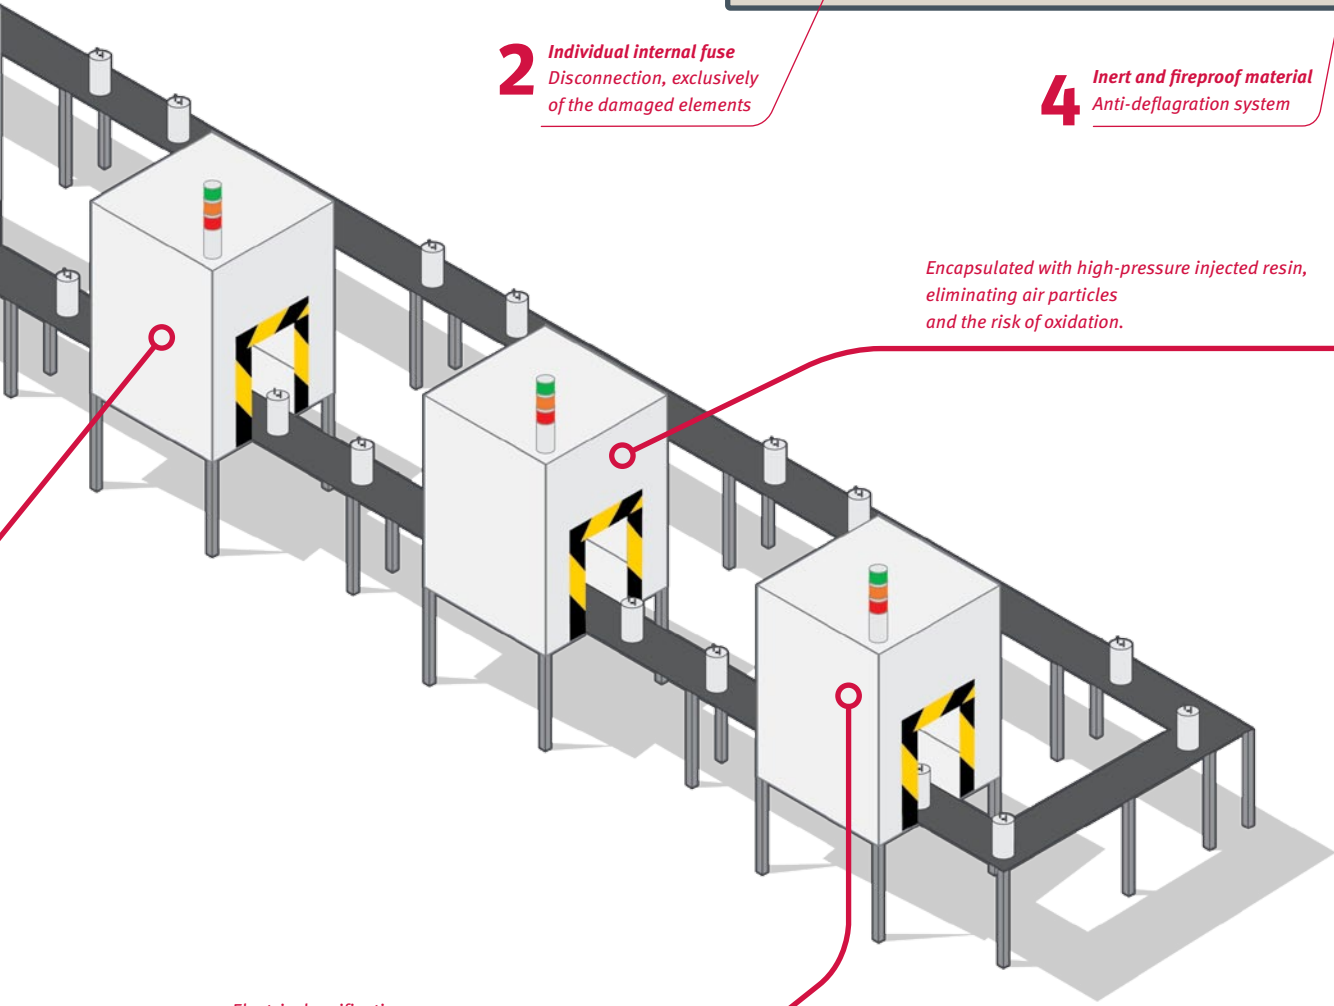 2
Individual internal fuse
Disconnection, exclusively
of the damaged elements
4
Inert and fireproof material
Anti-deflagration system
Encapsulated with high-pressure injected resin,
eliminating air particles
and the risk of oxidation.